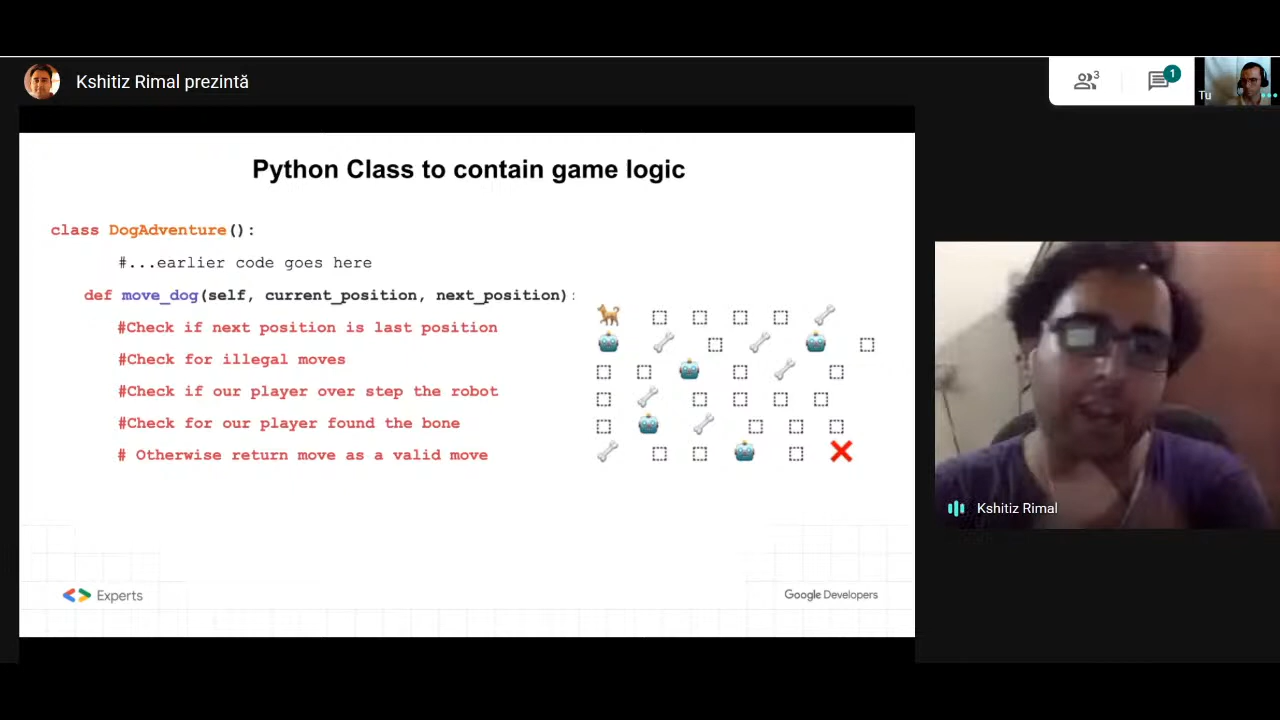 Kshitiz Rimal prezintă
3
1
Tu
Python Class to contain game logic
class DogAdventure():
#...earlier code goes here
def move_dog(self, current_position, next_position):
#Check if next position is last position
#Check for illegal moves
#Check if our player over step the robot
#Check for our player found the bone
# Otherwise return move as a valid move
Kshitiz Rimal
Experts
Google Developers